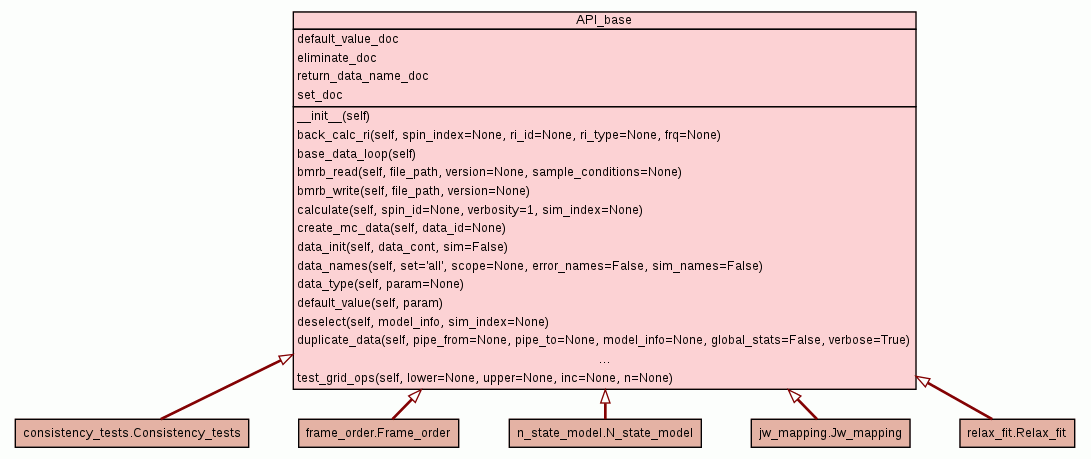 API_base
default_value_doc
eliminate_doc
return_data_name_doc
set_doc
__init__(self)
back_calc_ri(self, spin_index=None, ri_id=None, ri_type=None, frq=None)
base_data_loop(self)
bmrb_read(self, file_path, version=None, sample_conditions=None)
bmrb_write(self, file_path, version=None)
calculate(self, spin_id=None, verbosity=1, sim_index=None)
create_mc_data(self, data_id=None)
data_init(self, data_cont, sim=False)
data_names(self, set='all', scope=None, error_names=False, sim_names=False)
data_type(self, param=None)
default_value(self, param)
deselect(self, model_info, sim_index=None)
duplicate_data(self, pipe_from=None, pipe_to=None, model_info=None, global_stats=False, verbose=True)
...
test_grid_ops(self, lower=None, upper=None, inc=None, n=None)
consistency_tests.Consistency_tests
frame_order.Frame_order
n_state_model.N_state_model
jw_mapping.Jw_mapping
relax_fit.Relax_fit